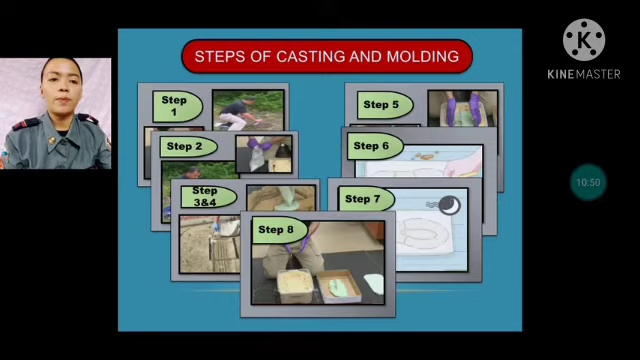 STEPS OF CASTING AND MOLDING
K
KINEMASTER
Step
1
Step 2
Step
3&4
Step 5
Step 6
Step 7
Step 8
10:50